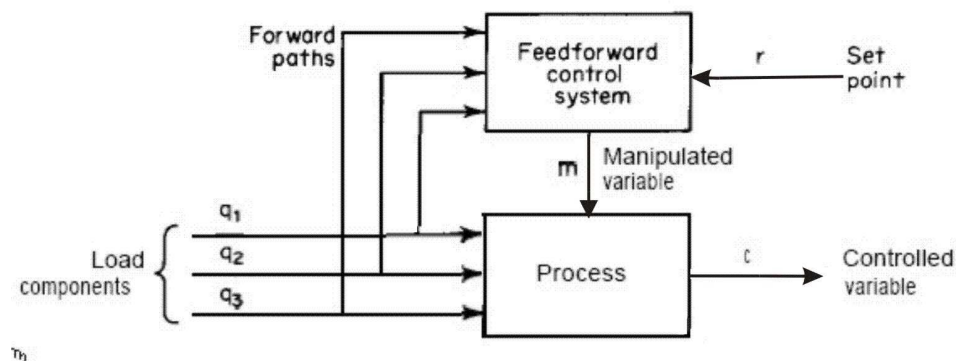 Forward
paths
Feedforward
control
system
r
Set
point
m
Manipulated
variable
Load
components
q1
q2
q3
Process
c
Controlled
variable